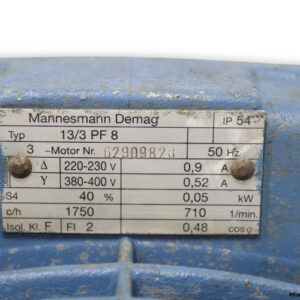 Mannesmann Demag IP 54
Typ 13/3 PF 8
3 ~Motor Nr. 62909828 50 Hz
Δ 220-230 V 0,9 A
Y 380-400 V 0,52 A
S4 40 % 0,05 kW
c/h 1750 710 1/min.
Isol. Kl. F FI 2 0,48 cosφ